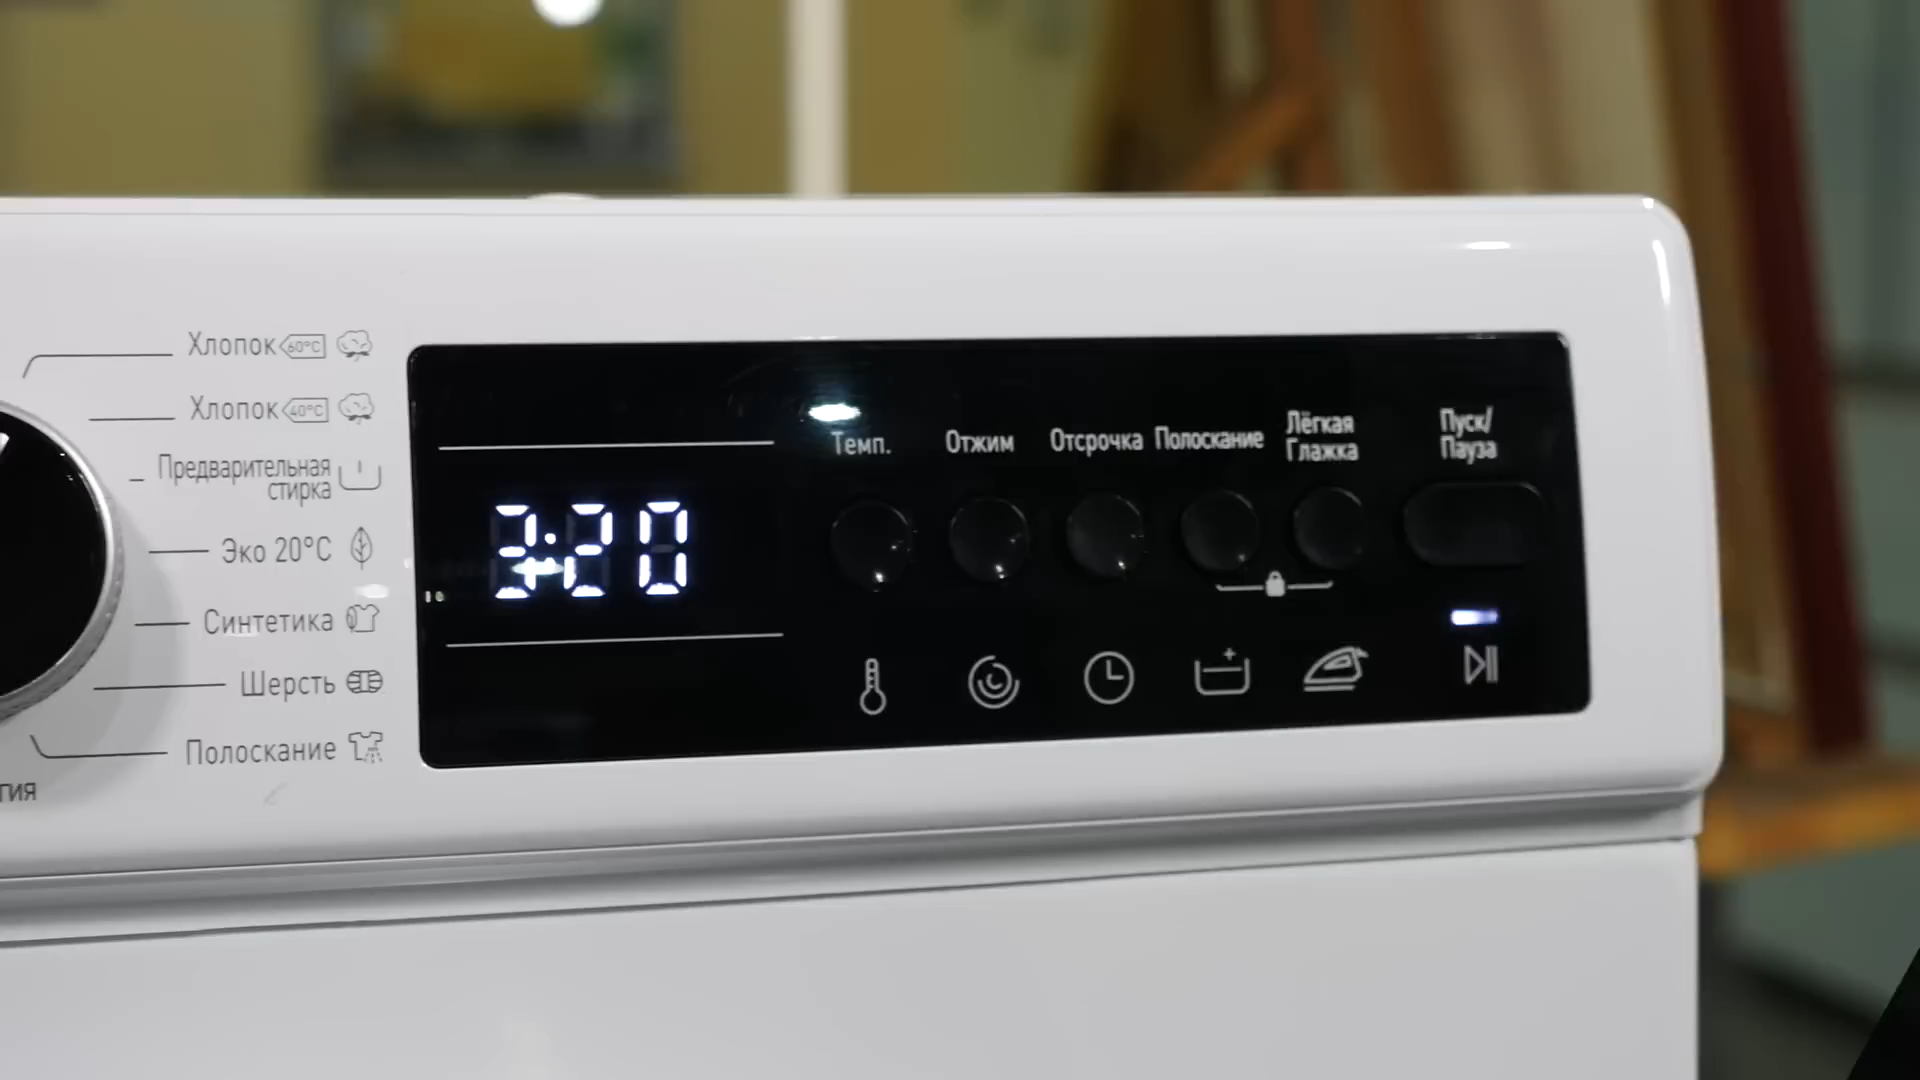 Хлопок 60°C
Хлопок 40°C
Предварительная
стирка
Эко 20°C
Синтетика
Шерсть
Полоскание
гия
3:20
Темп.
Отжим
Отсрочка
Полоскание
Лёгкая
Глажка
Пуск/
Пауза